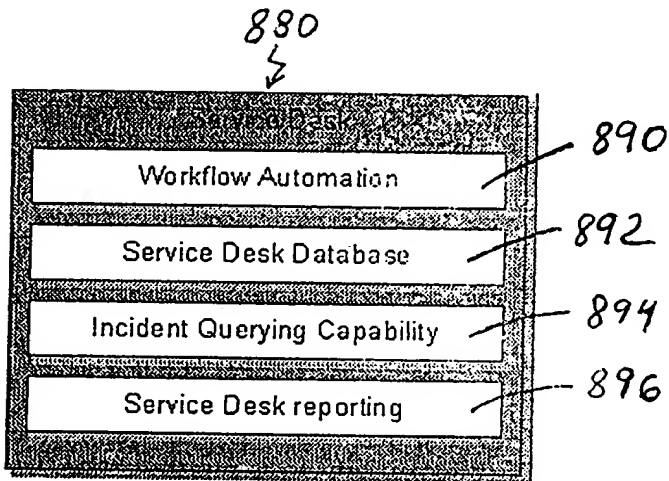 880
Service Desk
Workflow Automation
890
Service Desk Database
892
Incident Querying Capability
894
Service Desk reporting
896